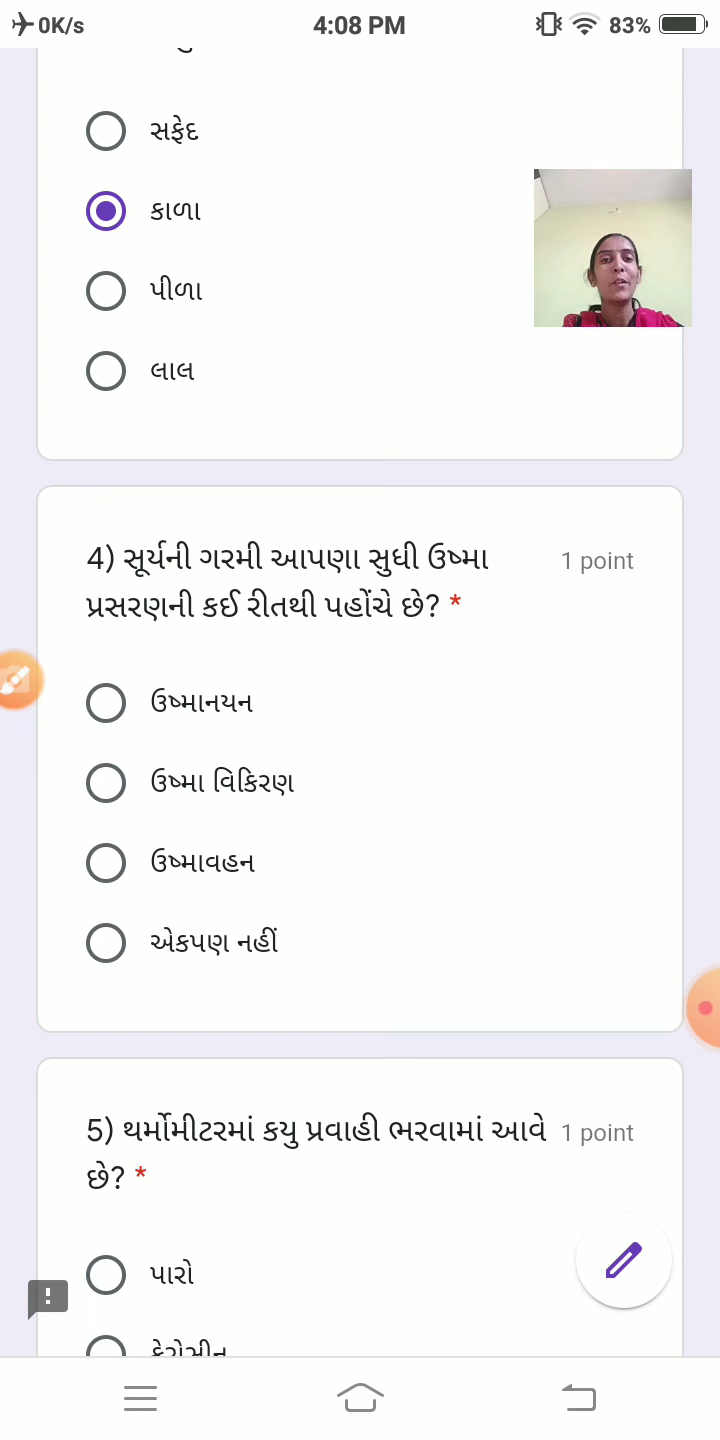 0K/s 4:08 PM 83%
સફેદ
કાળા
પીળા
લાલ
4) સૂર્યની ગરમી આપણા સુધી ઉષ્મા 1 point
પ્રસરણની કઈ રીતથી પહોંચે છે? *
ઉષ્માનયન
ઉષ્મા વિકિરણ
ઉષ્માવહન
એકપણ નહીં
5) થર્મોમીટરમાં કયુ પ્રવાહી ભરવામાં આવે 1 point
છે? *
પારો